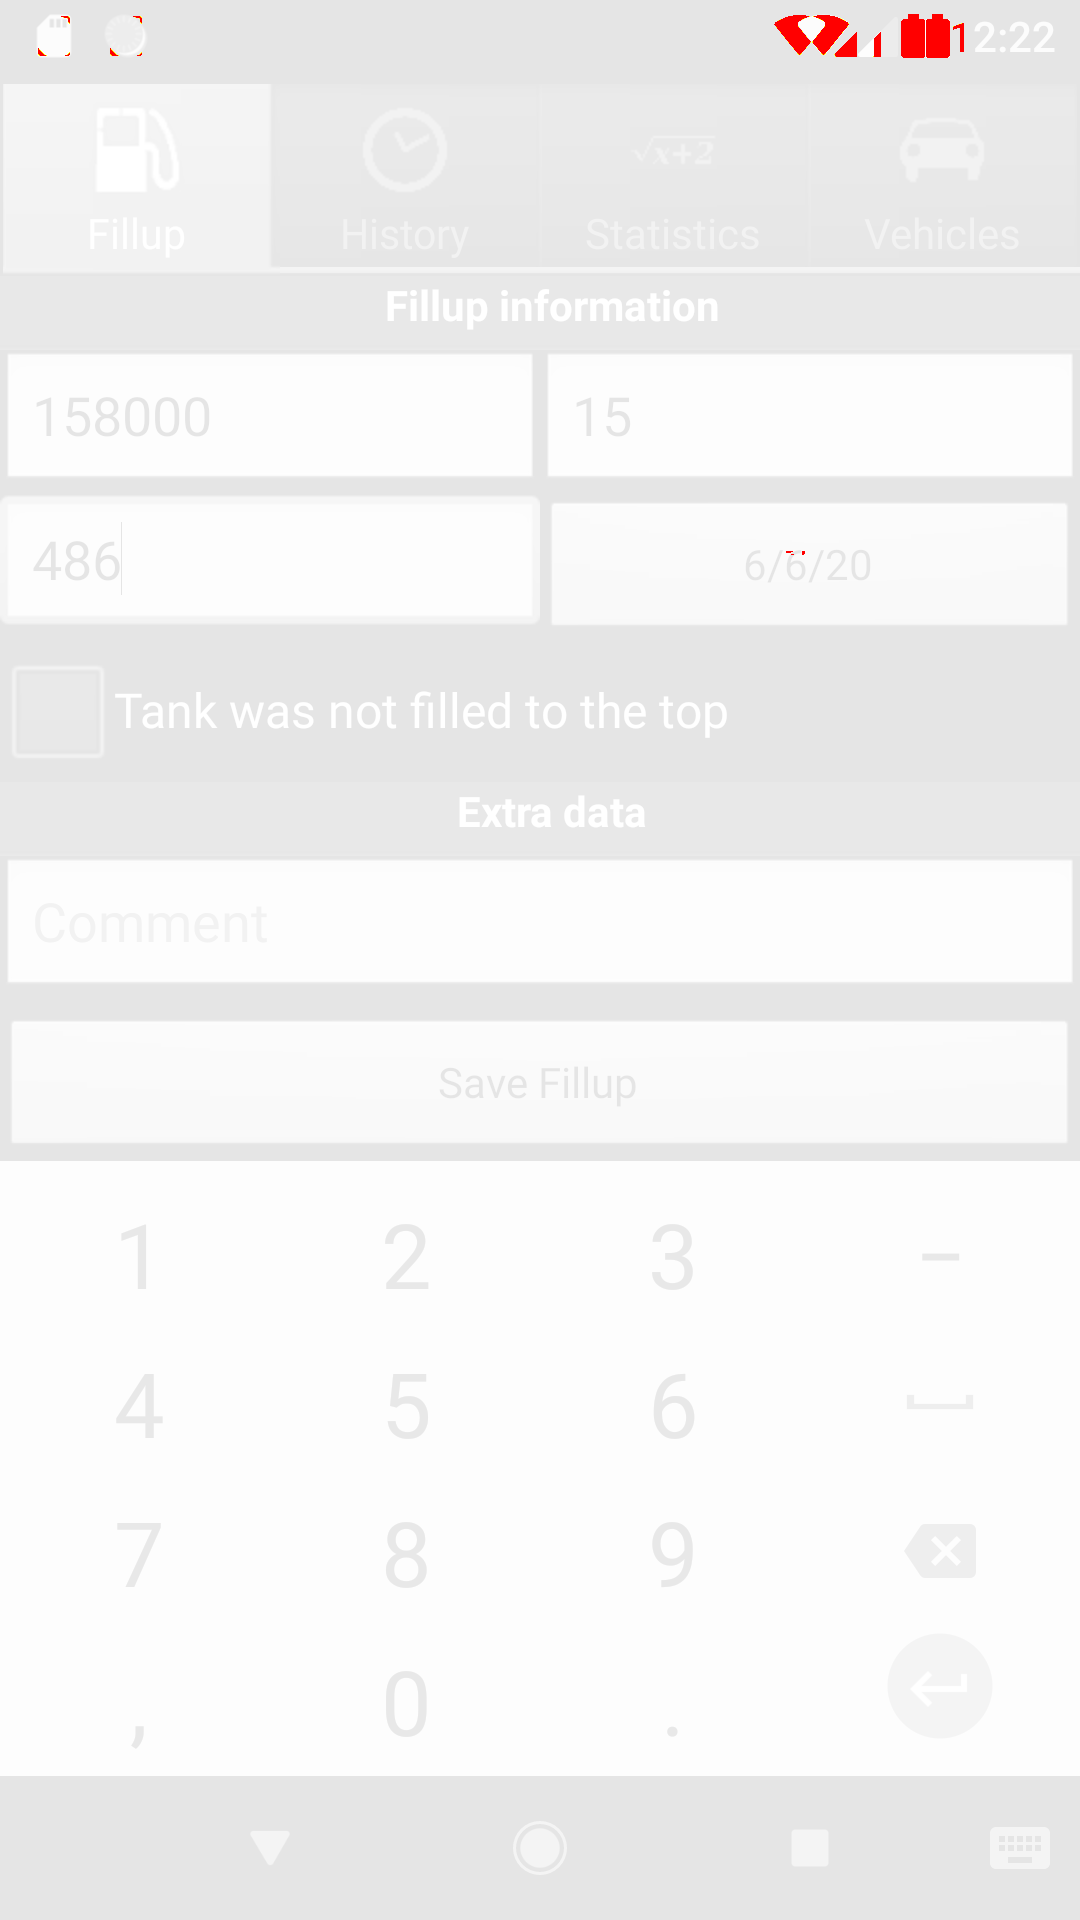 12:22
Fillup History √x+2 Statistics Vehicles
Fillup information
158000 15
486 6/6/20
Tank was not filled to the top
Extra data
Comment
Save Fillup
1 2 3 –
4 5 6
7 8 9
, 0 .